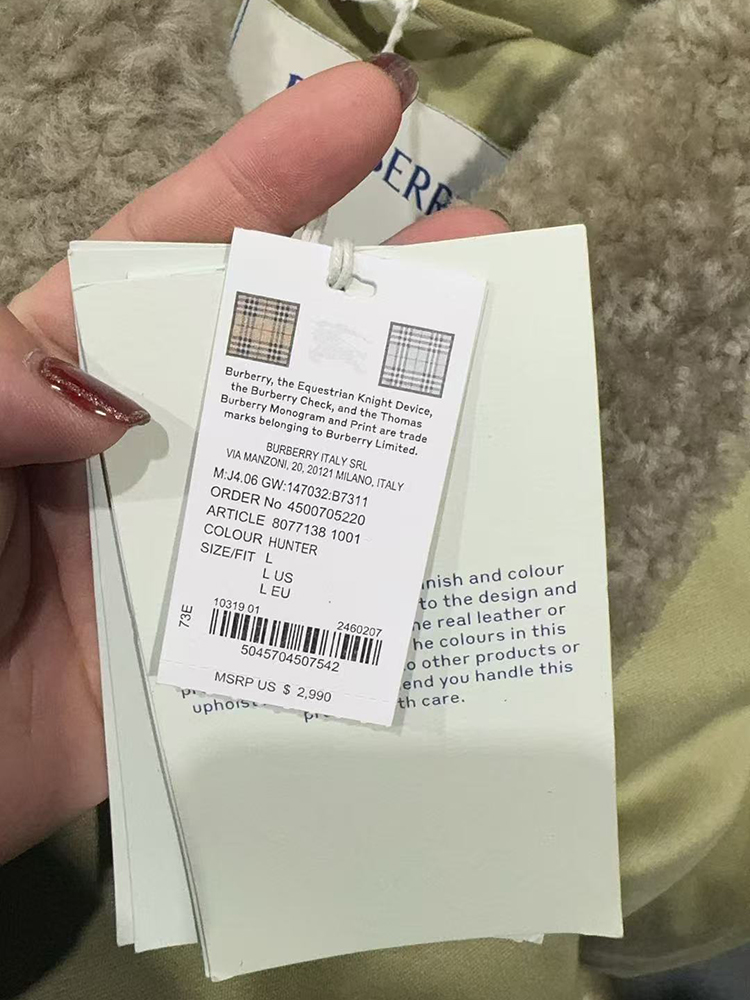 BERR
Burberry, the Equestrian Knight Device,
the Burberry Check, and the Thomas
Burberry Monogram and Print are trade
marks belonging to Burberry Limited.
BURBERRY ITALY SRL
VIA MANZONI, 20, 20121 MILANO, ITALY
M:J4.06 GW:147032:B7311
ORDER No 4500705220
ARTICLE 8077138 1001
COLOUR HUNTER
SIZE/FIT L
L US
L EU
73E
10319 01
2460207
5045704507542
MSRP US $ 2,990
nish and colour
to the design and
real leather or
he colours in this
o other products or
end you handle this
th care.